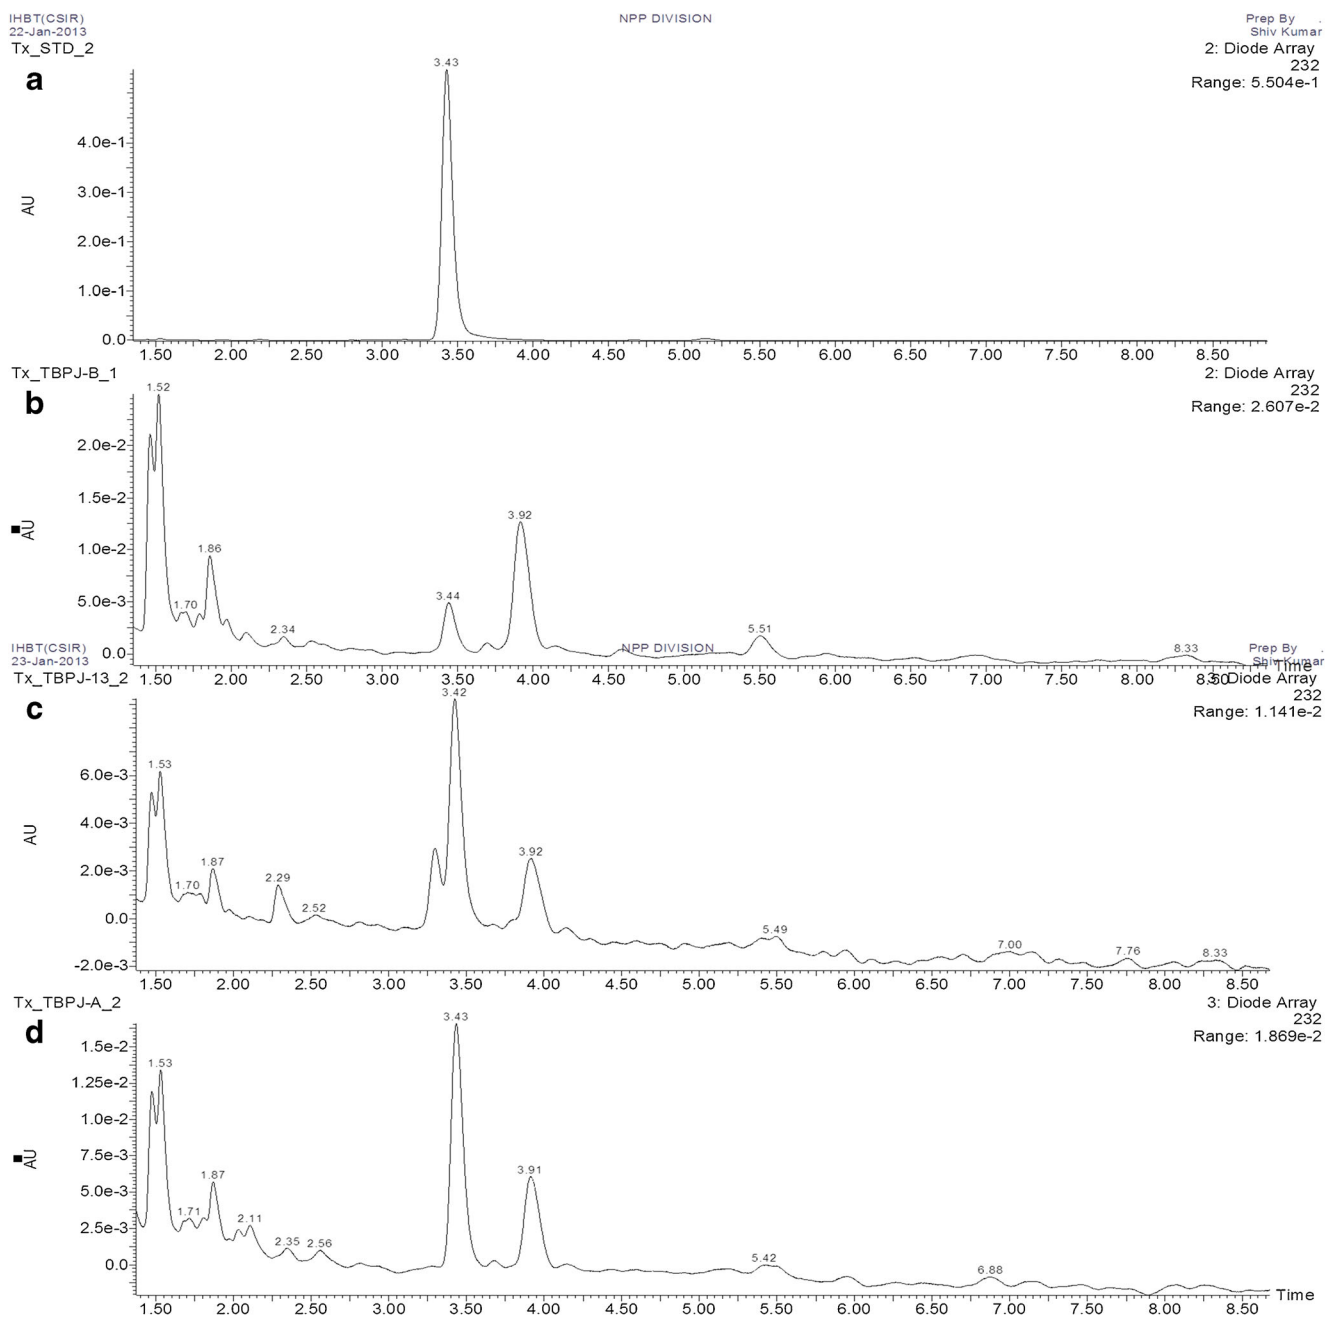 IHBT(CSIR) NPP DIVISION Prep By .
22-Jan-2013 Shiv Kumar
Tx_STD_2 2: Diode Array
a 232
Range: 5.504e-1
3.43
4.0e-1
3.0e-1
AU
2.0e-1
1.0e-1
0.0
1.50 2.00 2.50 3.00 3.50 4.00 4.50 5.00 5.50 6.00 6.50 7.00 7.50 8.00 8.50
Tx_TBPJ-B_1 2: Diode Array
b 232
Range: 2.607e-2
1.52
2.0e-2
1.5e-2
AU
3.92
1.0e-2
1.86
5.0e-3
1.70 3.44
2.34 5.51 8.33
0.0
Time
1.50 2.00 2.50 3.00 3.50 4.00 4.50 5.00 5.50 6.00 6.50 7.00 7.50 8.00 8.50
IHBT(CSIR) NPP DIVISION Prep By .
23-Jan-2013 Shiv Kumar
Tx_TBPJ-13_2 3: Diode Array
c 232
Range: 1.141e-2
3.42
6.0e-3
1.53
4.0e-3
AU
2.0e-3
1.70 1.87 2.29 2.52 3.92
0.0
5.49 7.00 7.76 8.33
-2.0e-3
1.50 2.00 2.50 3.00 3.50 4.00 4.50 5.00 5.50 6.00 6.50 7.00 7.50 8.00 8.50
Tx_TBPJ-A_2 3: Diode Array
d 232
Range: 1.869e-2
3.43
1.5e-2
1.53
1.25e-2
1.0e-2
AU
7.5e-3
1.87 3.91
5.0e-3
1.71 2.11
2.5e-3
2.35 2.56 5.42 6.88
0.0
Time
1.50 2.00 2.50 3.00 3.50 4.00 4.50 5.00 5.50 6.00 6.50 7.00 7.50 8.00 8.50